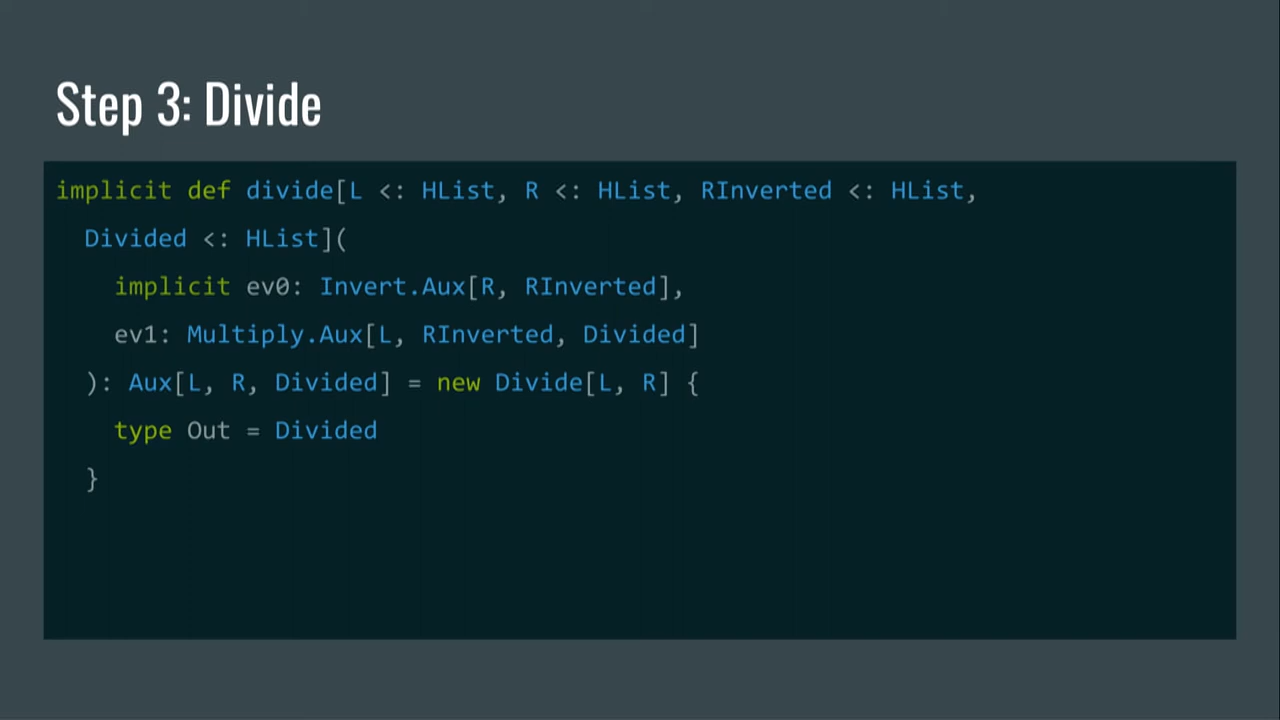 Step 3: Divide
implicit def divide[L <: HList, R <: HList, RInverted <: HList,
Divided <: HList](
implicit ev0: Invert.Aux[R, RInverted],
ev1: Multiply.Aux[L, RInverted, Divided]
): Aux[L, R, Divided] = new Divide[L, R] {
type Out = Divided
}